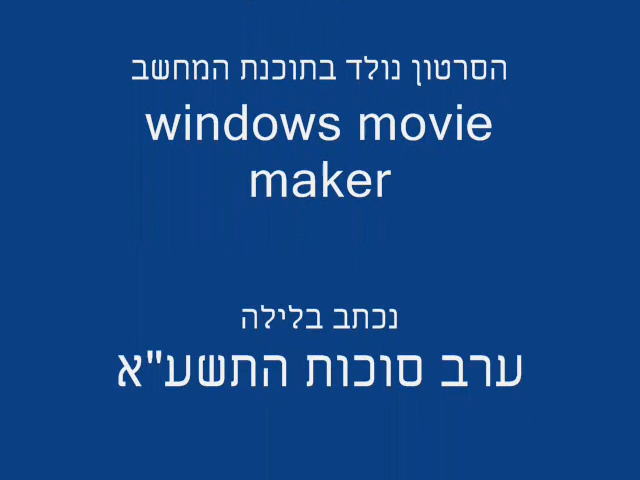 הסרטון נולד בתוכנת המחשב
windows movie
maker
נכתב בלילה
ערב סוכות התשע"א